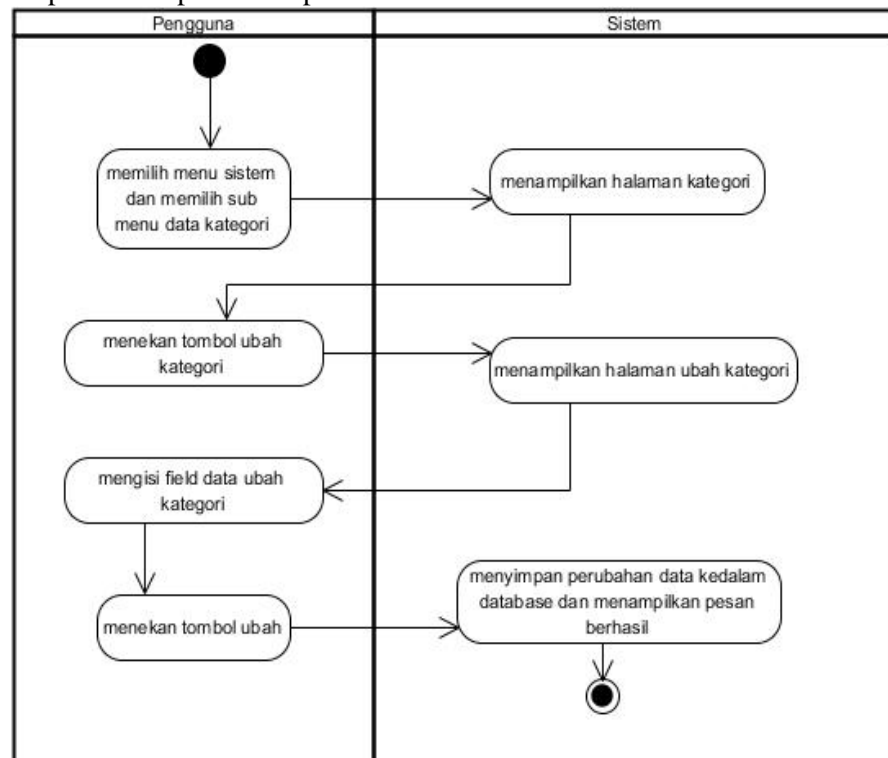 Pengguna
Sistem
memilih menu sistem
dan memilih sub
menu data kategori
menampilkan halaman kategori
menekan tombol ubah
kategori
menampilkan halaman ubah kategori
mengisi field data ubah
kategori
menekan tombol ubah
menyimpan perubahan data kedalam
database dan menampilkan pesan
berhasil